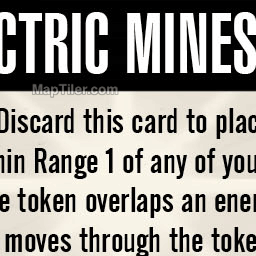 CTRIC MINES
MapTiler.com
Discard this card to plac
hin Range 1 of any of you
e token overlaps an ene
moves through the toke